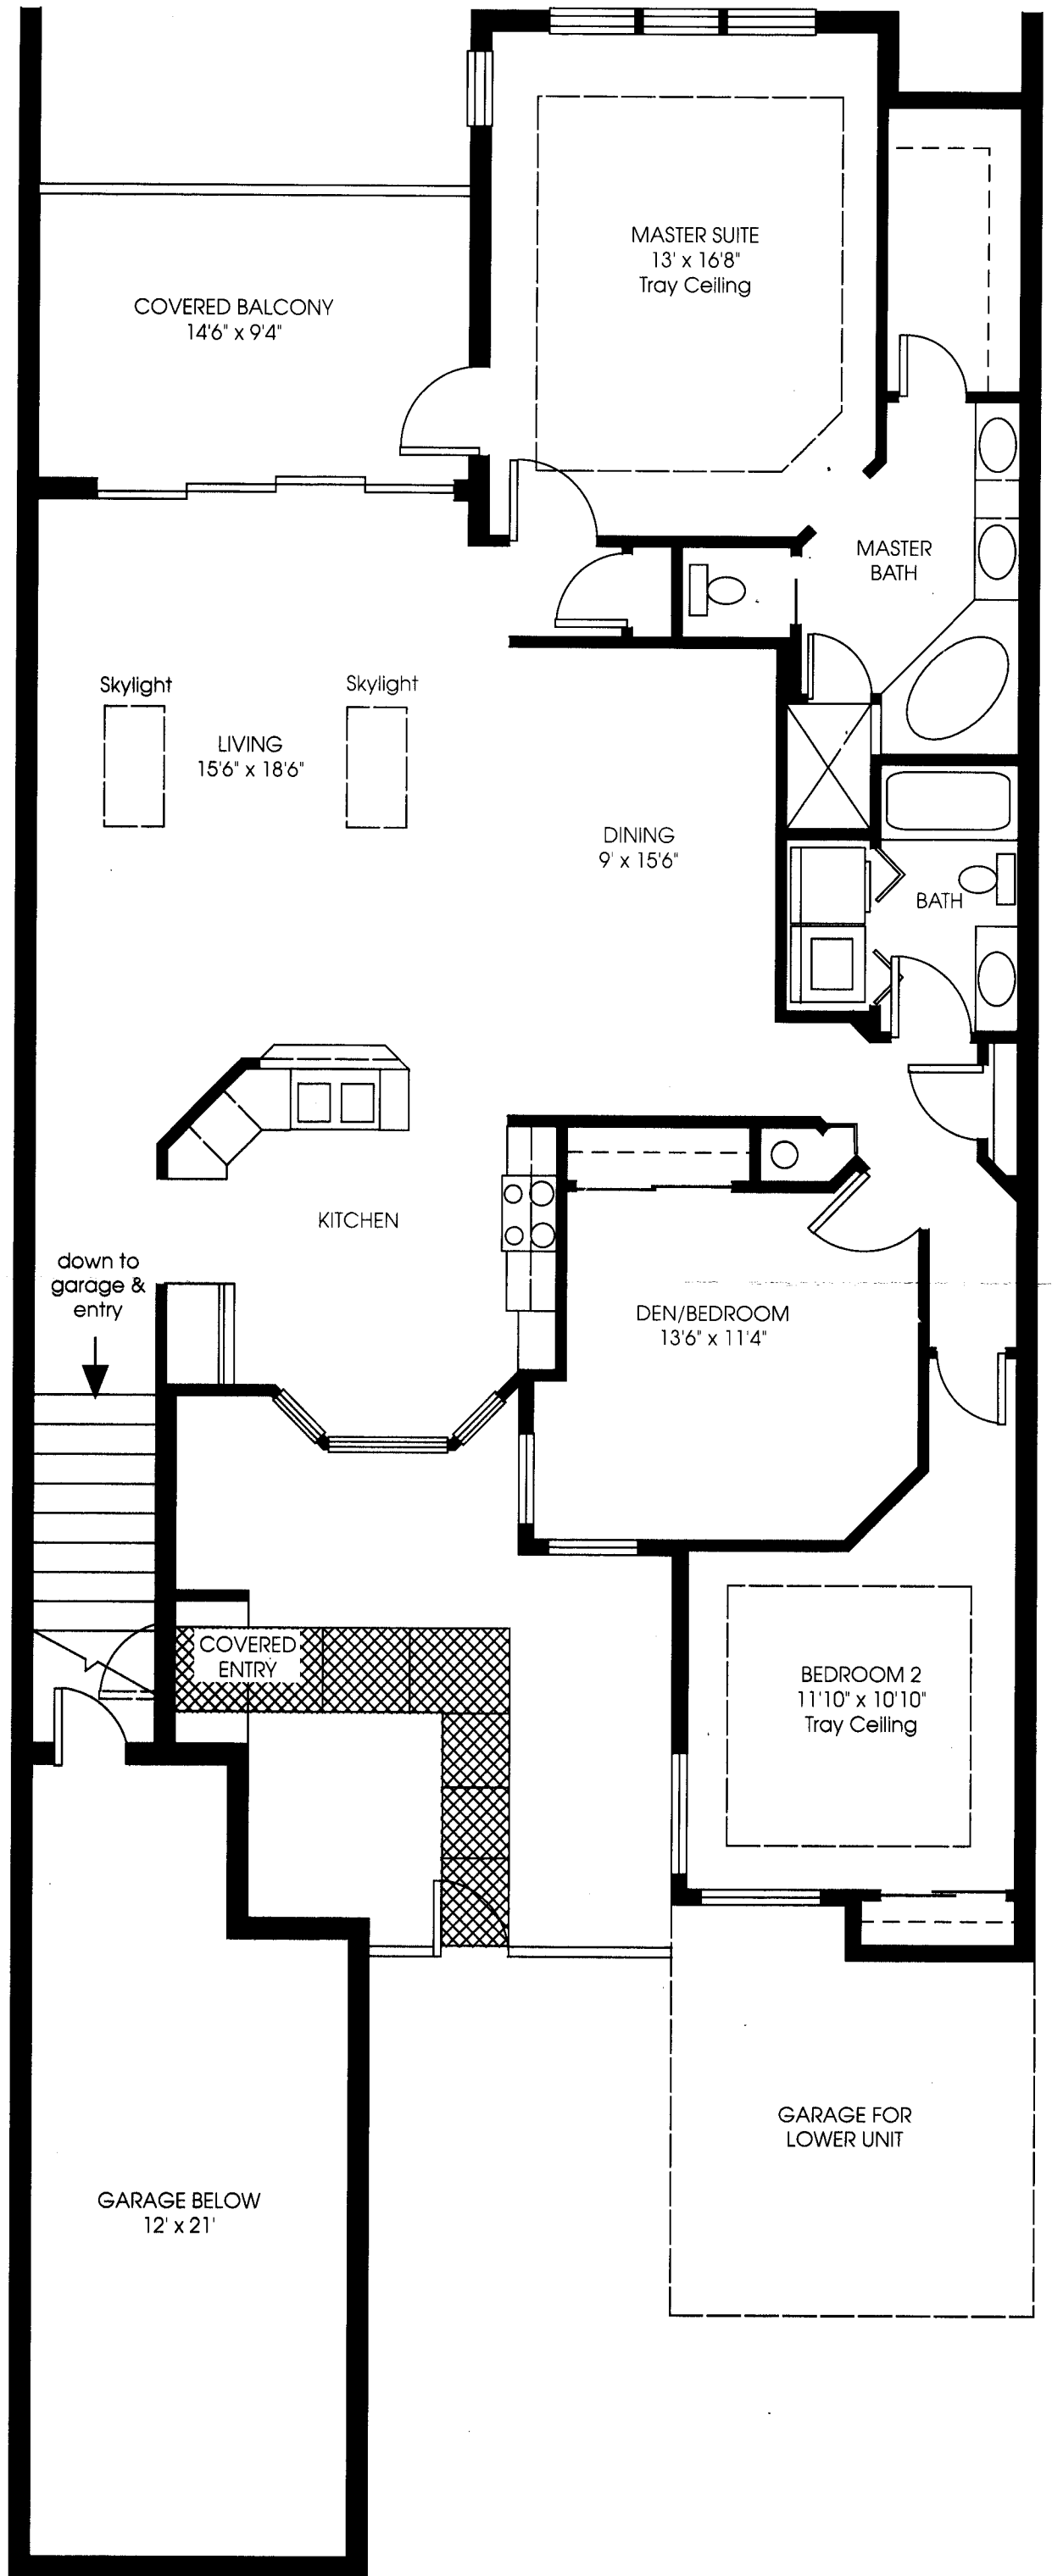 MASTER SUITE
13' x 16'8"
Tray Ceiling
COVERED BALCONY
14'6" x 9'4"
MASTER
BATH
Skylight
Skylight
LIVING
15'6" x 18'6"
DINING
9' x 15'6"
BATH
KITCHEN
down to
garage &
entry
DEN/BEDROOM
13'6" x 11'4"
COVERED
ENTRY
BEDROOM 2
11'10" x 10'10"
Tray Ceiling
GARAGE FOR
LOWER UNIT
GARAGE BELOW
12' x 21'